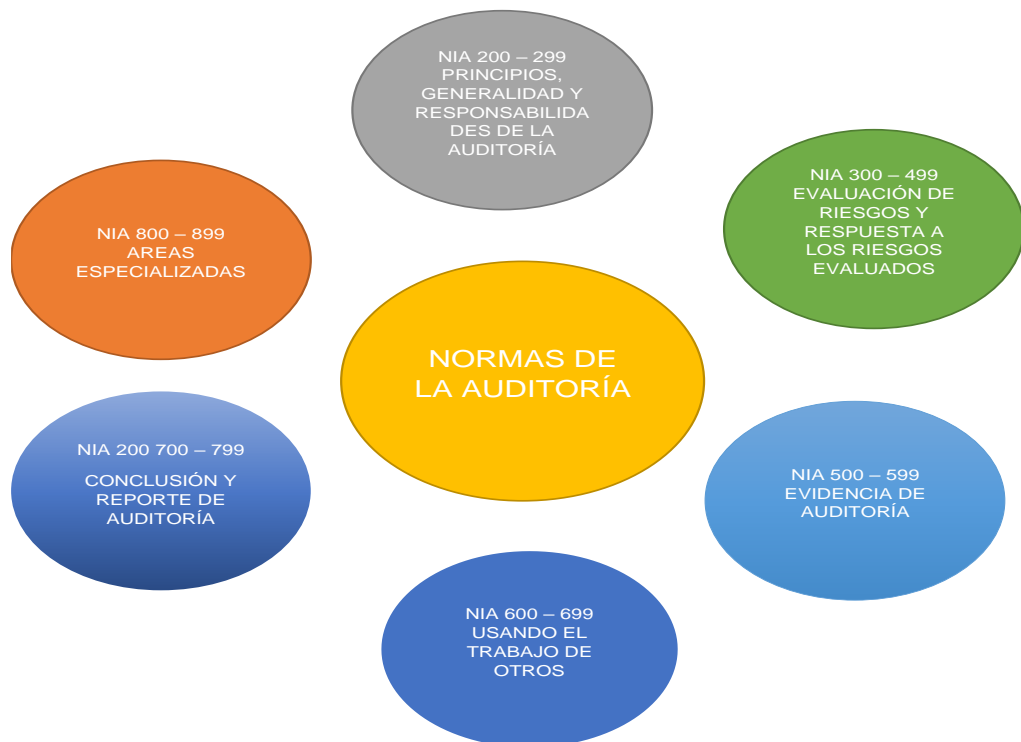 NIA 200 – 299
PRINCIPIOS,
GENERALIDAD Y
RESPONSABILIDA
DES DE LA
AUDITORÍA
NIA 300 – 499
EVALUACIÓN DE
RIESGOS Y
RESPUESTA A
LOS RIESGOS
EVALUADOS
NIA 800 – 899
AREAS
ESPECIALIZADAS
NORMAS DE
LA AUDITORÍA
NIA 200 700 – 799
CONCLUSIÓN Y
REPORTE DE
AUDITORÍA
NIA 500 – 599
EVIDENCIA DE
AUDITORÍA
NIA 600 – 699
USANDO EL
TRABAJO DE
OTROS